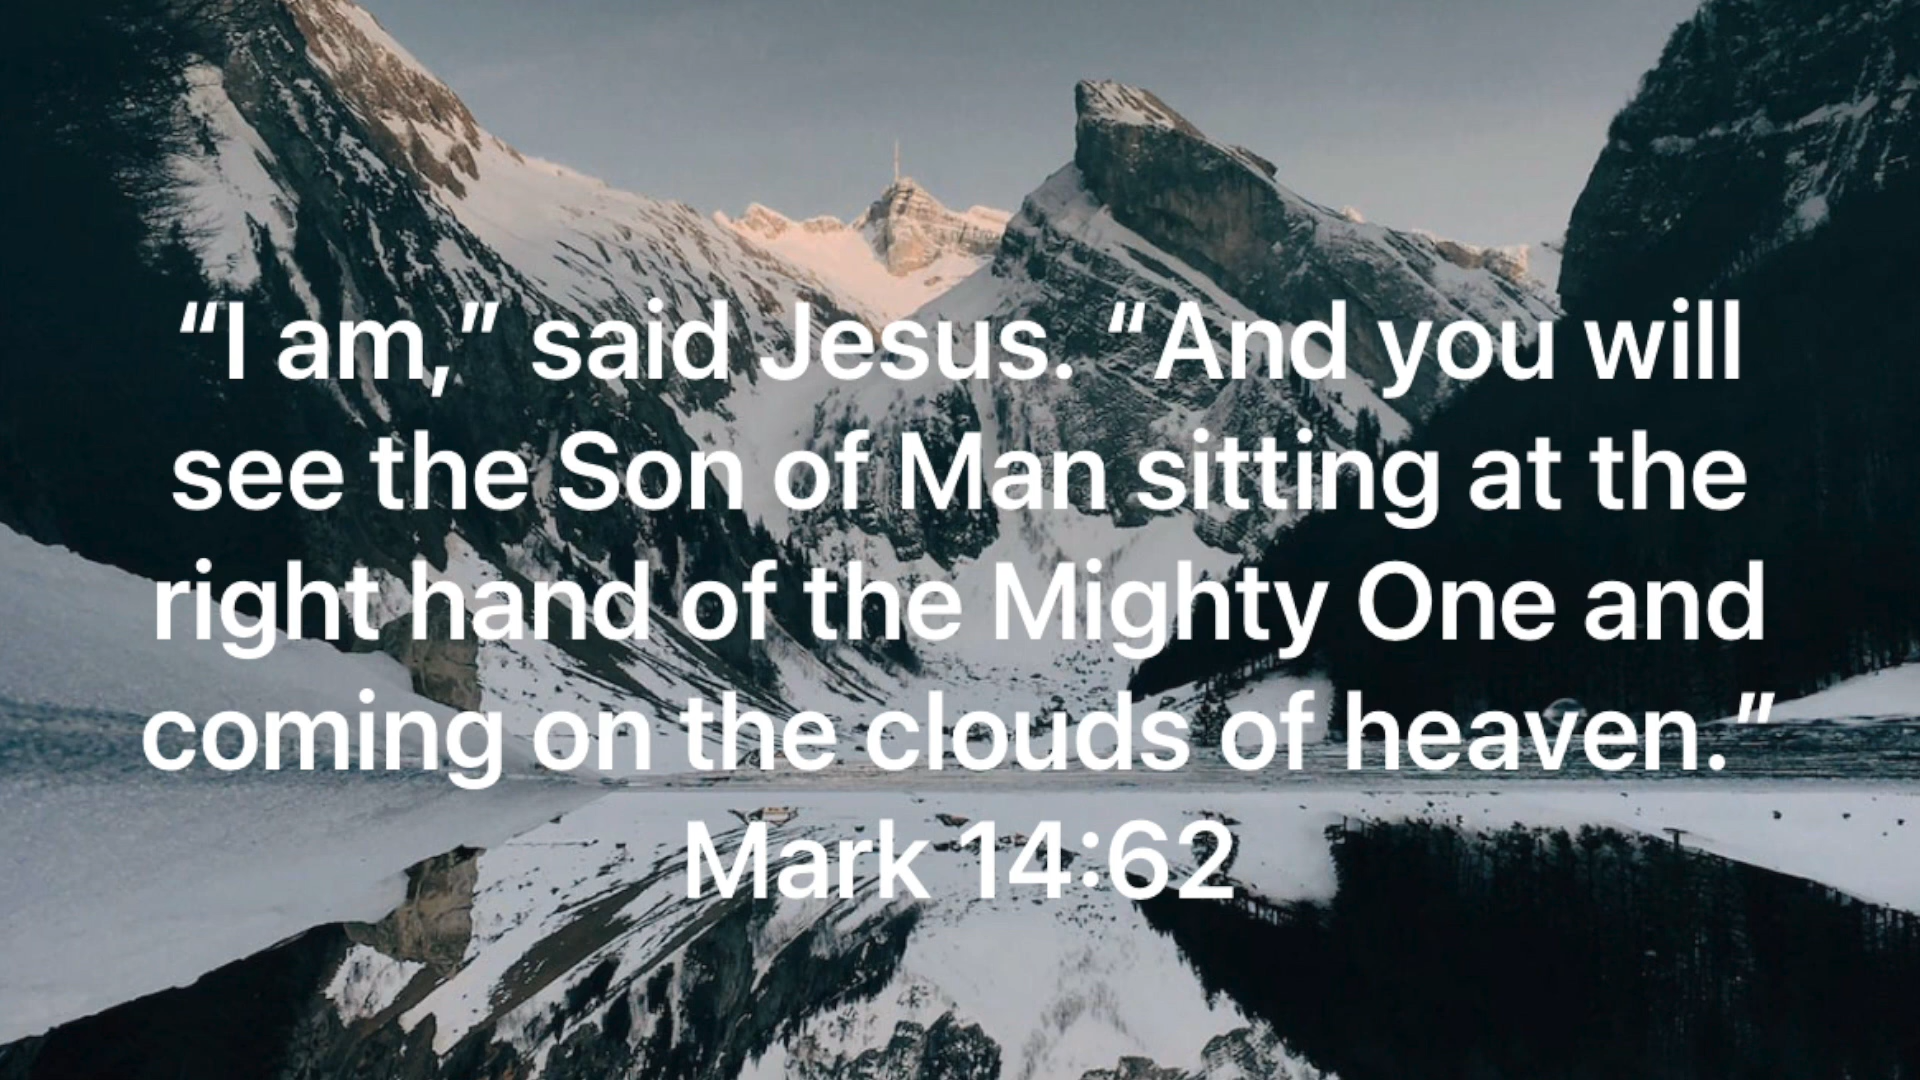 “I am,” said Jesus. “And you will
see the Son of Man sitting at the
right hand of the Mighty One and
coming on the clouds of heaven.”
Mark 14:62